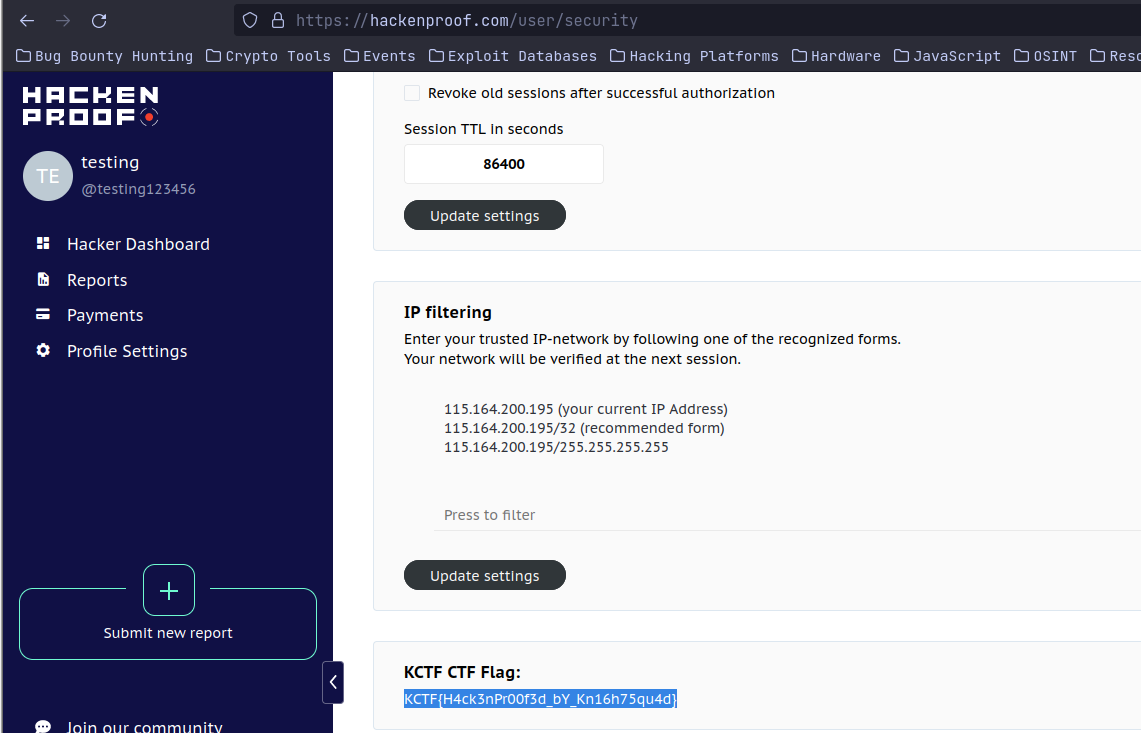 https://hackenproof.com/user/security
Bug Bounty Hunting Crypto Tools Events Exploit Databases Hacking Platforms Hardware JavaScript OSINT
HACKEN
PROOF
TE
testing
@testing123456
Hacker Dashboard
Reports
Payments
Profile Settings
Submit new report
Join our community
Revoke old sessions after successful authorization
Session TTL in seconds
86400
Update settings
IP filtering
Enter your trusted IP-network by following one of the recognized forms.
Your network will be verified at the next session.
115.164.200.195 (your current IP Address)
115.164.200.195/32 (recommended form)
115.164.200.195/255.255.255.255
Press to filter
Update settings
KCTF CTF Flag:
KCTF{H4ck3nPr00f3d_bY_Kn16h75qu4d}